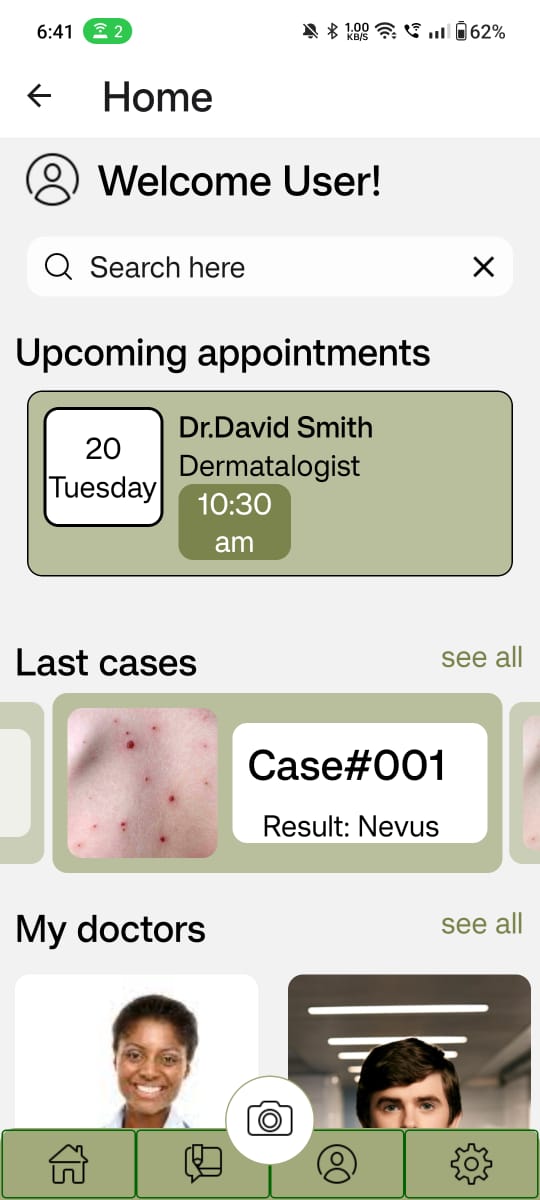 6:41 2 1.00 KB/S 62%
Home
Welcome User!
Search here
Upcoming appointments
20
Tuesday
Dr.David Smith
Dermatalogist
10:30
am
Last cases
see all
Case#001
Result: Nevus
My doctors
see all